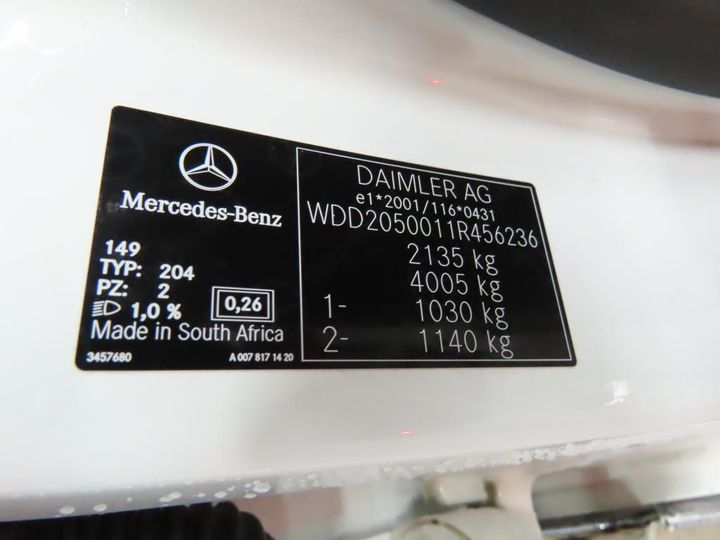 Mercedes-Benz
149
TYP: 204
PZ: 2
1,0 %
0,26
Made in South Africa
3457680
A 007 817 14 20
DAIMLER AG
e1*2001/116*0431
WDD2050011R456236
2135 kg
4005 kg
1- 1030 kg
2- 1140 kg